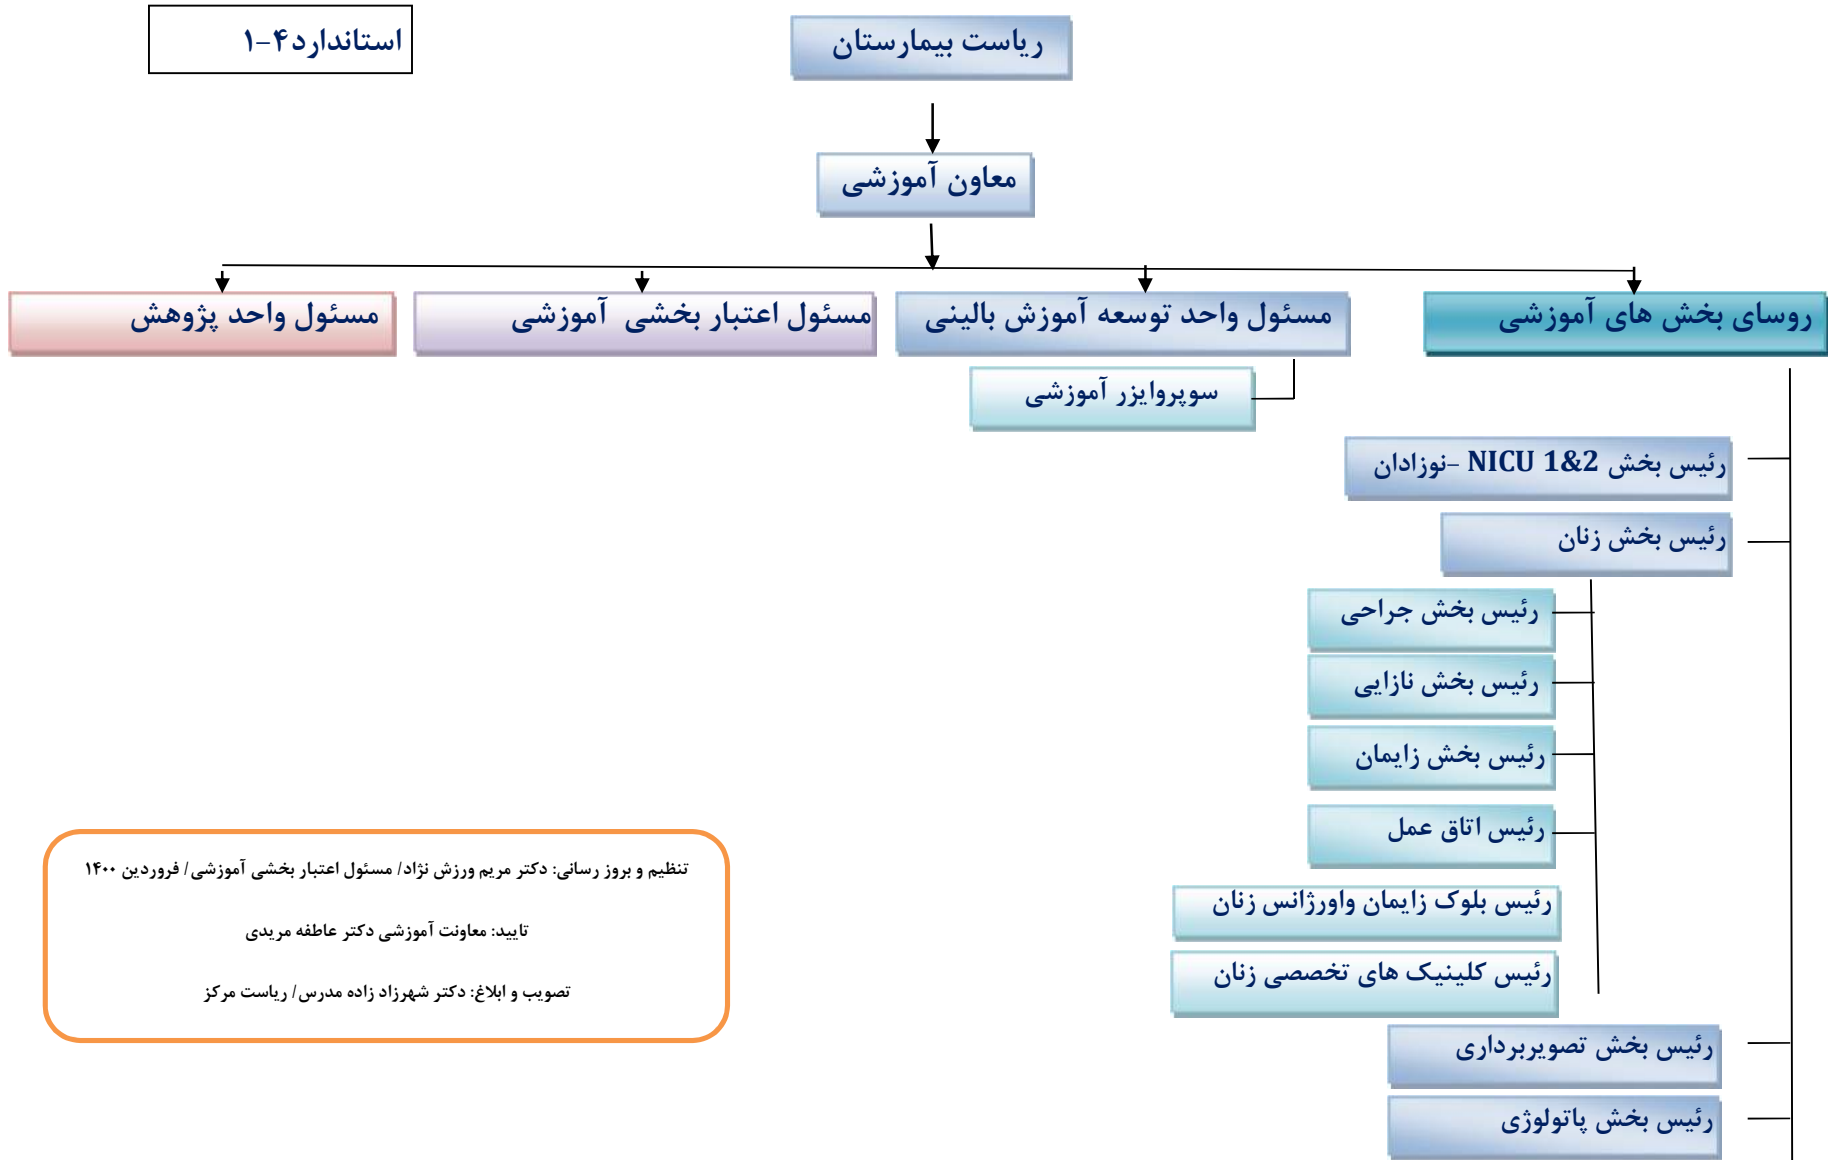 استاندارد۴-۱
ریاست بیمارستان
معاون آموزشی
روسای بخش های آموزشی
مسئول واحد توسعه آموزش بالینی
مسئول اعتبار بخشی آموزشی
مسئول واحد پژوهش
سوپروایزر آموزشی
رئیس بخش NICU 1&2 -نوزادان
رئیس بخش زنان
رئیس بخش جراحی
رئیس بخش نازایی
رئیس بخش زایمان
رئیس اتاق عمل
رئیس بلوک زایمان واورژانس زنان
رئیس کلینیک های تخصصی زنان
رئیس بخش تصویربرداری
رئیس بخش پاتولوژی
تنظیم و بروز رسانی: دکتر مریم ورزش نژاد/ مسئول اعتبار بخشی آموزشی/ فروردین ۱۴۰۰
تایید: معاونت آموزشی دکتر عاطفه مریدی
تصویب و ابلاغ: دکتر شهرزاد زاده مدرس/ ریاست مرکز